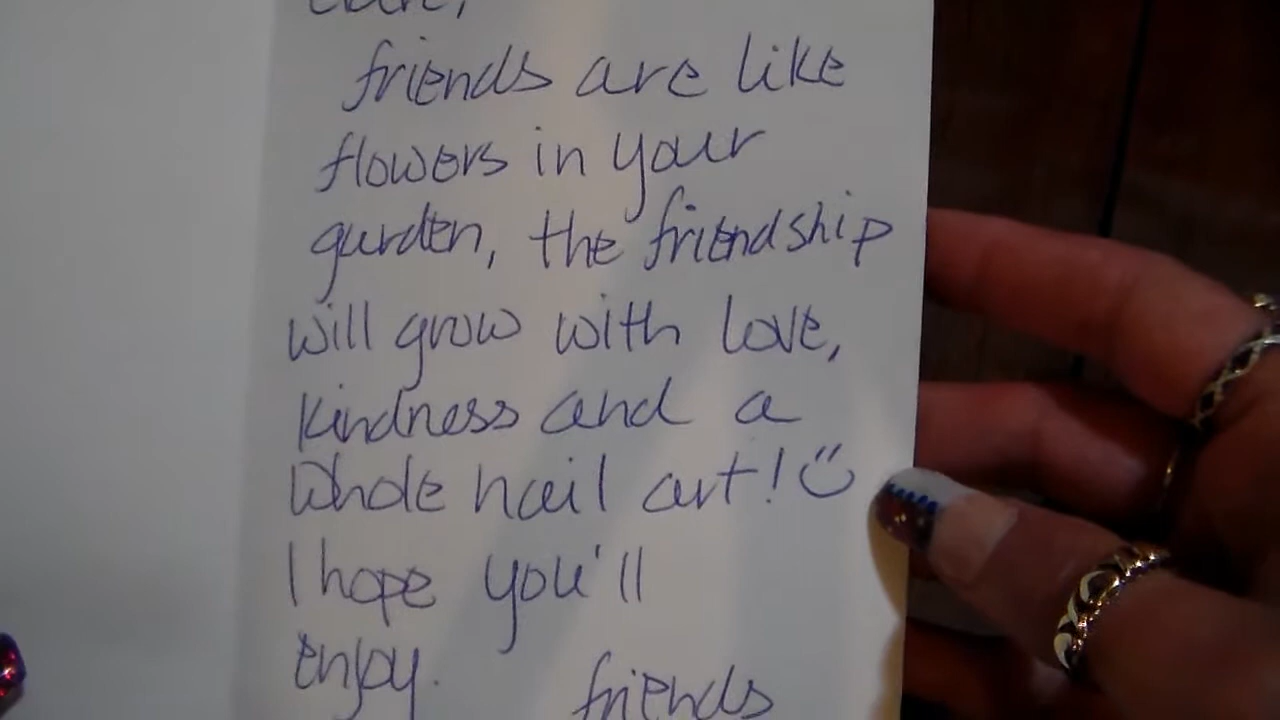 friends are like
flowers in your
garden, the friendship
will grow with love,
kindness and a
whole nail art! ☺
I hope you'll
enjoy.
friends